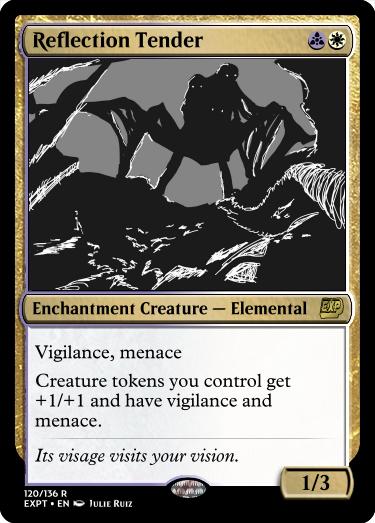 Reflection Tender
Enchantment Creature — Elemental
EXP
Vigilance, menace
Creature tokens you control get
+1/+1 and have vigilance and
menace.
Its visage visits your vision.
120/136 R
EXPT • EN Julie Ruiz
1/3